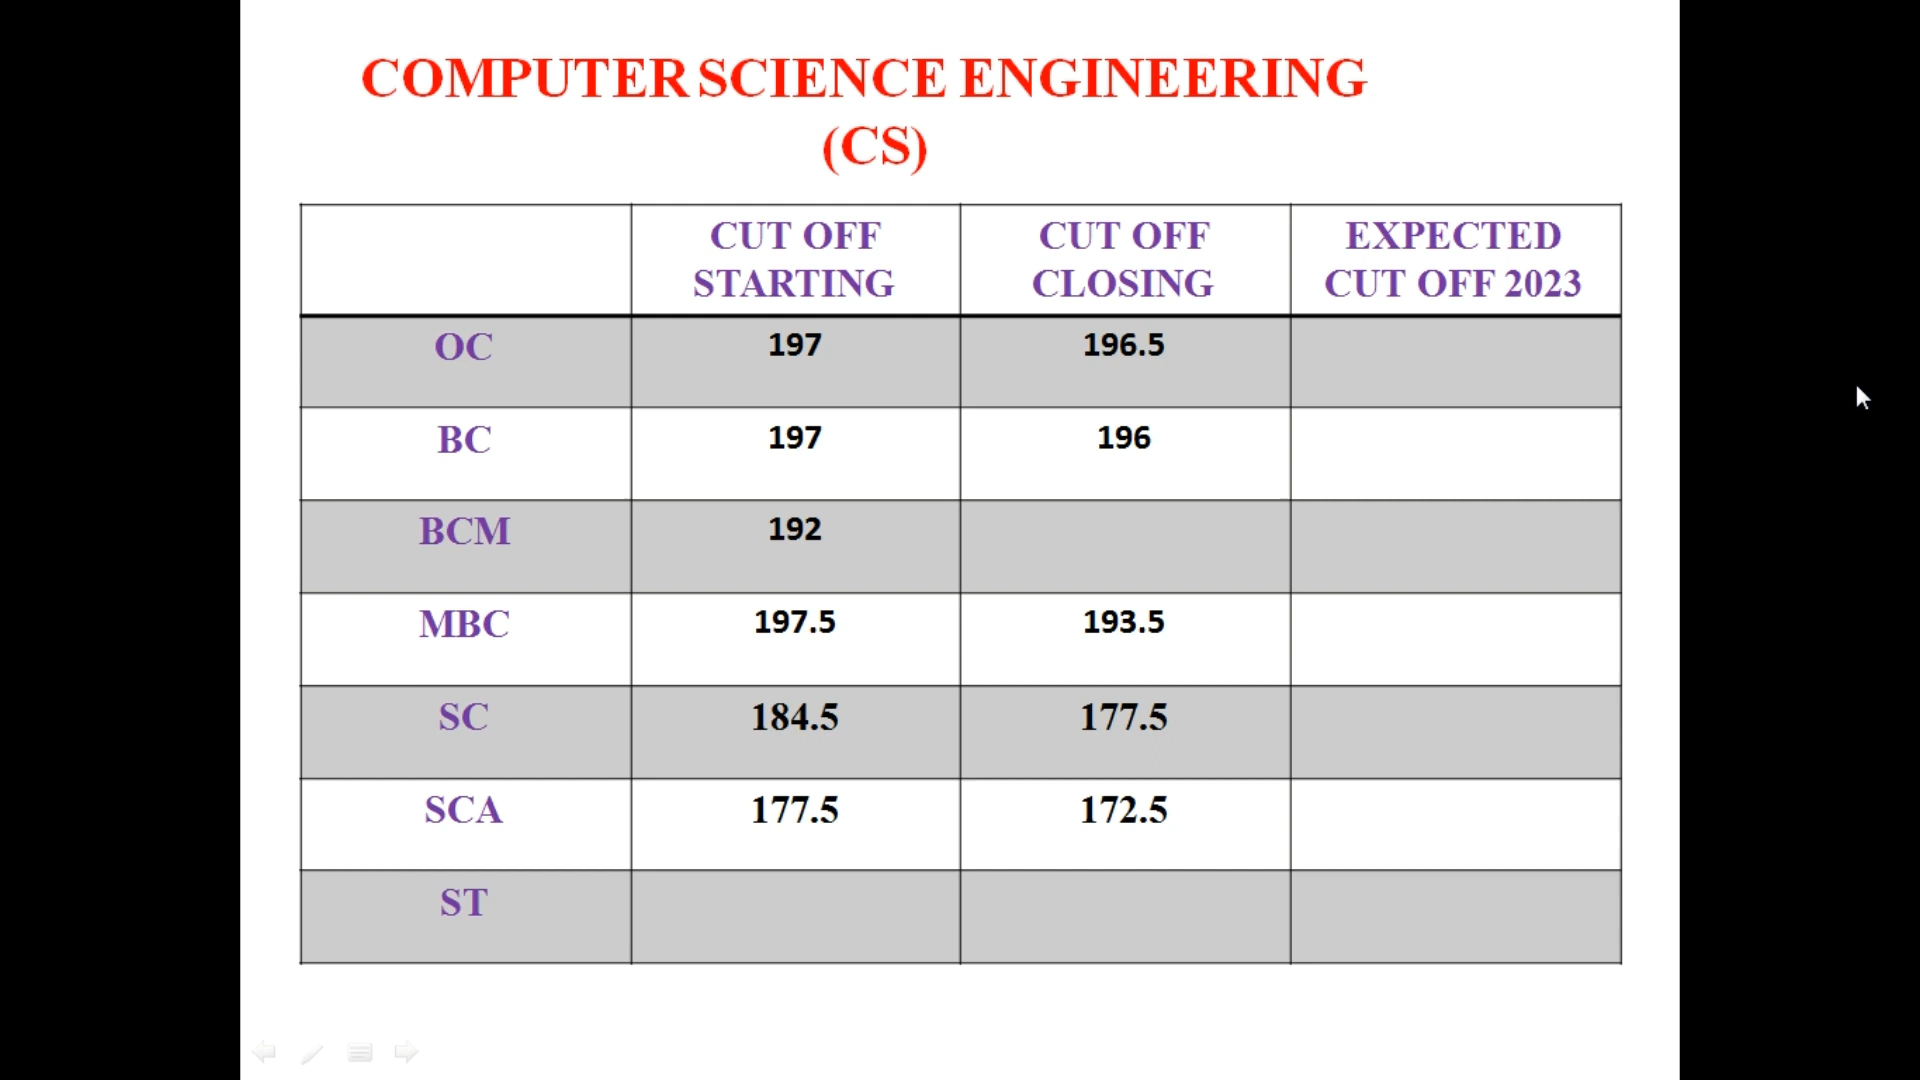 COMPUTER SCIENCE ENGINEERING
(CS)
CUT OFF STARTING
CUT OFF CLOSING
EXPECTED CUT OFF 2023
OC 197 196.5
BC 197 196
BCM 192
MBC 197.5 193.5
SC 184.5 177.5
SCA 177.5 172.5
ST